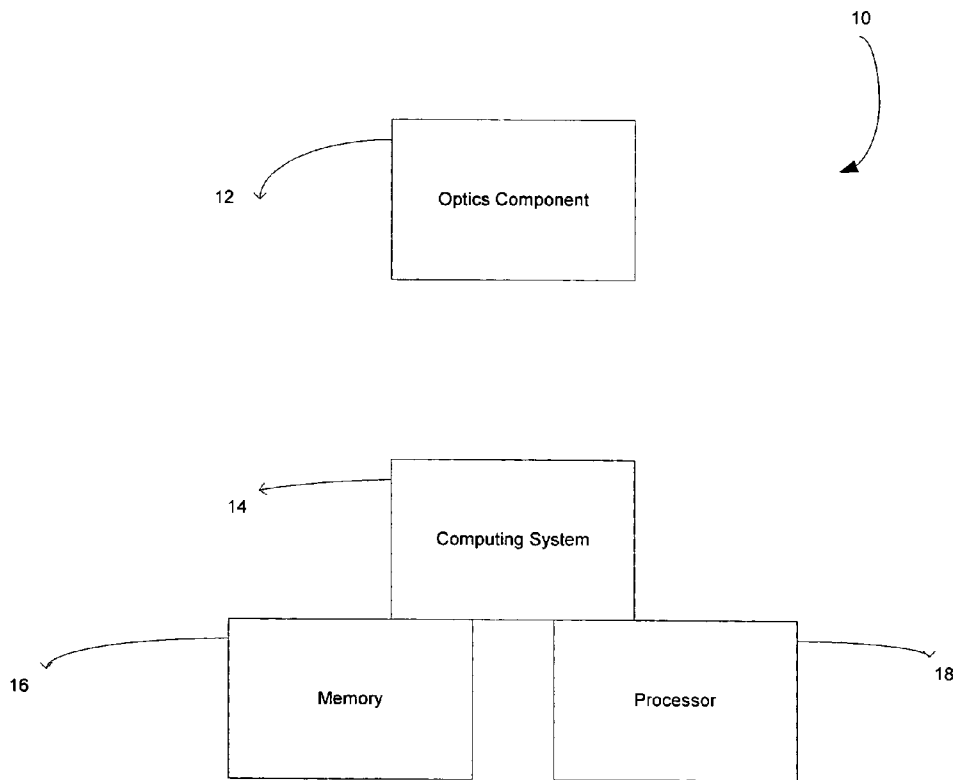 10
12
Optics Component
14
Computing System
16
Memory
Processor
18